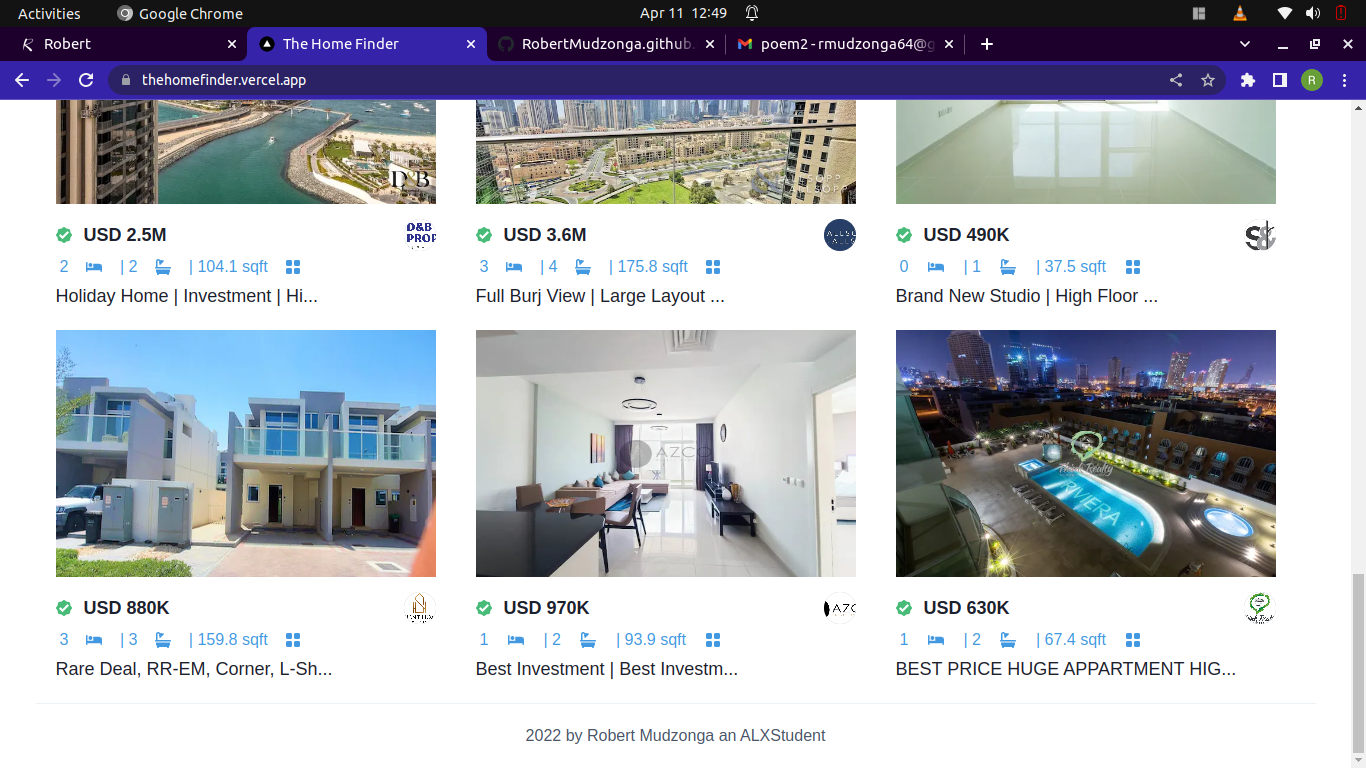 Activities Google Chrome Apr 11 12:49
Robert The Home Finder RobertMudzonga.github. poem2 - rmudzonga64@g
thehomefinder.vercel.app R
D B
ALLSOPP
USD 2.5M D&B PROP USD 3.6M USD 490K S&
2 | 2 | 104.1 sqft 3 | 4 | 175.8 sqft 0 | 1 | 37.5 sqft
Holiday Home | Investment | Hi... Full Burj View | Large Layout ... Brand New Studio | High Floor ...
AZCO
RIVIERA
USD 880K USD 970K AZC USD 630K
3 | 3 | 159.8 sqft 1 | 2 | 93.9 sqft 1 | 2 | 67.4 sqft
Rare Deal, RR-EM, Corner, L-Sh... Best Investment | Best Investm... BEST PRICE HUGE APPARTMENT HIG...
2022 by Robert Mudzonga an ALXStudent